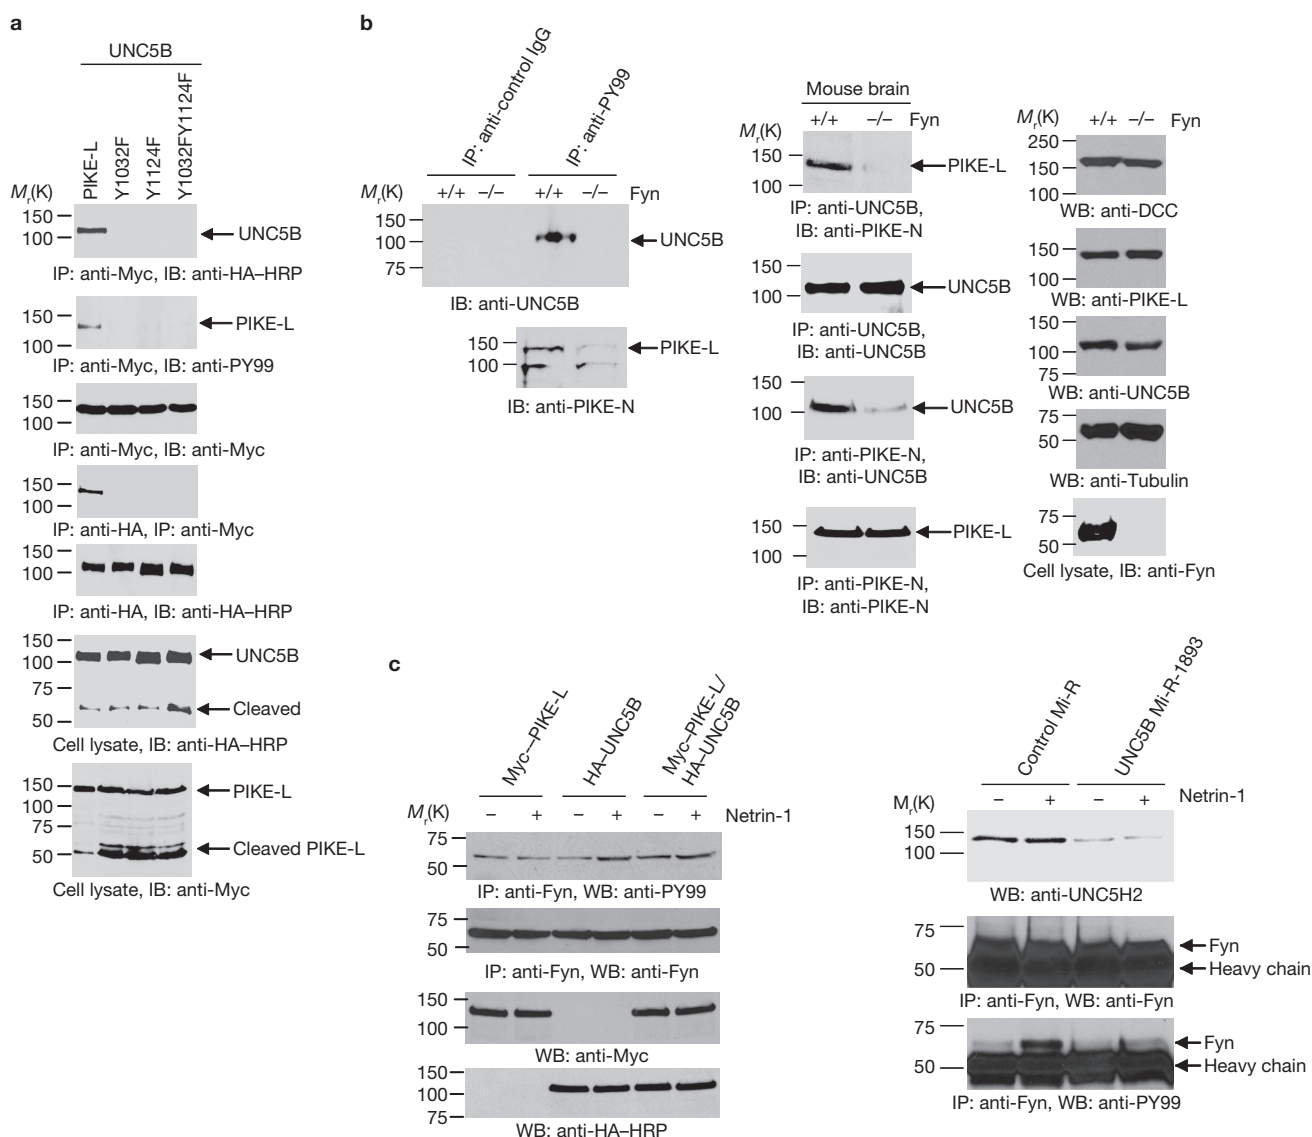 a
UNC5B
PIKE-L
Y1032F
Y1124F
Y1032FY1124F
Mr(K)
150
100
UNC5B
IP: anti-Myc, IB: anti-HA–HRP
150
100
PIKE-L
IP: anti-Myc, IB: anti-PY99
150
100
IP: anti-Myc, IB: anti-Myc
150
100
IP: anti-HA, IP: anti-Myc
150
100
IP: anti-HA, IB: anti-HA–HRP
150
100
75
50
UNC5B
Cleaved
Cell lysate, IB: anti-HA–HRP
150
100
75
50
PIKE-L
Cleaved PIKE-L
Cell lysate, IB: anti-Myc
b
IP: anti-control IgG
IP: anti-PY99
Mr(K)
+/+ –/– +/+ –/– Fyn
150
100
75
UNC5B
IB: anti-UNC5B
150
100
PIKE-L
IB: anti-PIKE-N
Mouse brain
+/+ –/– Fyn
Mr(K)
150
100
PIKE-L
IP: anti-UNC5B,
IB: anti-PIKE-N
150
100
UNC5B
IP: anti-UNC5B,
IB: anti-UNC5B
150
100
UNC5B
IP: anti-PIKE-N,
IB: anti-UNC5B
150
100
PIKE-L
IP: anti-PIKE-N,
IB: anti-PIKE-N
Mr(K)
+/+ –/– Fyn
250
150
100
WB: anti-DCC
150
100
WB: anti-PIKE-L
150
100
75
WB: anti-UNC5B
75
50
WB: anti-Tubulin
75
50
Cell lysate, IB: anti-Fyn
c
Myc–PIKE-L
HA–UNC5B
Myc–PIKE-L/
HA–UNC5B
Mr(K)
– + – + – + Netrin-1
75
50
IP: anti-Fyn, WB: anti-PY99
75
50
IP: anti-Fyn, WB: anti-Fyn
150
100
WB: anti-Myc
150
100
75
WB: anti-HA–HRP
Control Mi-R
UNC5B Mi-R-1893
Mr(K)
– + – + Netrin-1
150
100
WB: anti-UNC5H2
75
50
Fyn
Heavy chain
IP: anti-Fyn, WB: anti-Fyn
75
50
Fyn
Heavy chain
IP: anti-Fyn, WB: anti-PY99